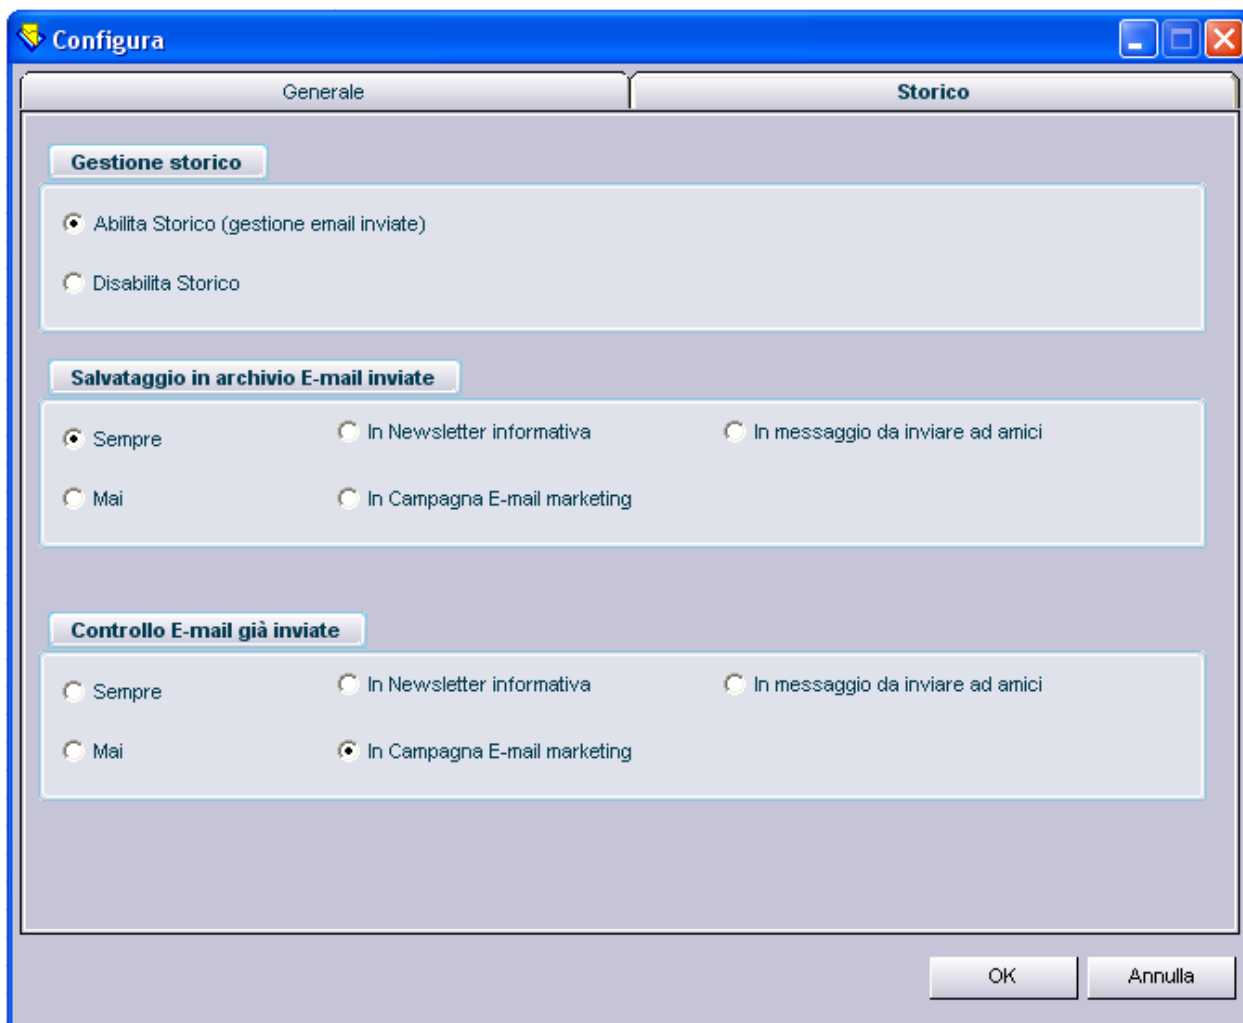 Configura
Generale Storico
Gestione storico
Abilita Storico (gestione email inviate)
Disabilita Storico
Salvataggio in archivio E-mail inviate
Sempre In Newsletter informativa In messaggio da inviare ad amici
Mai In Campagna E-mail marketing
Controllo E-mail già inviate
Sempre In Newsletter informativa In messaggio da inviare ad amici
Mai In Campagna E-mail marketing
OK Annulla